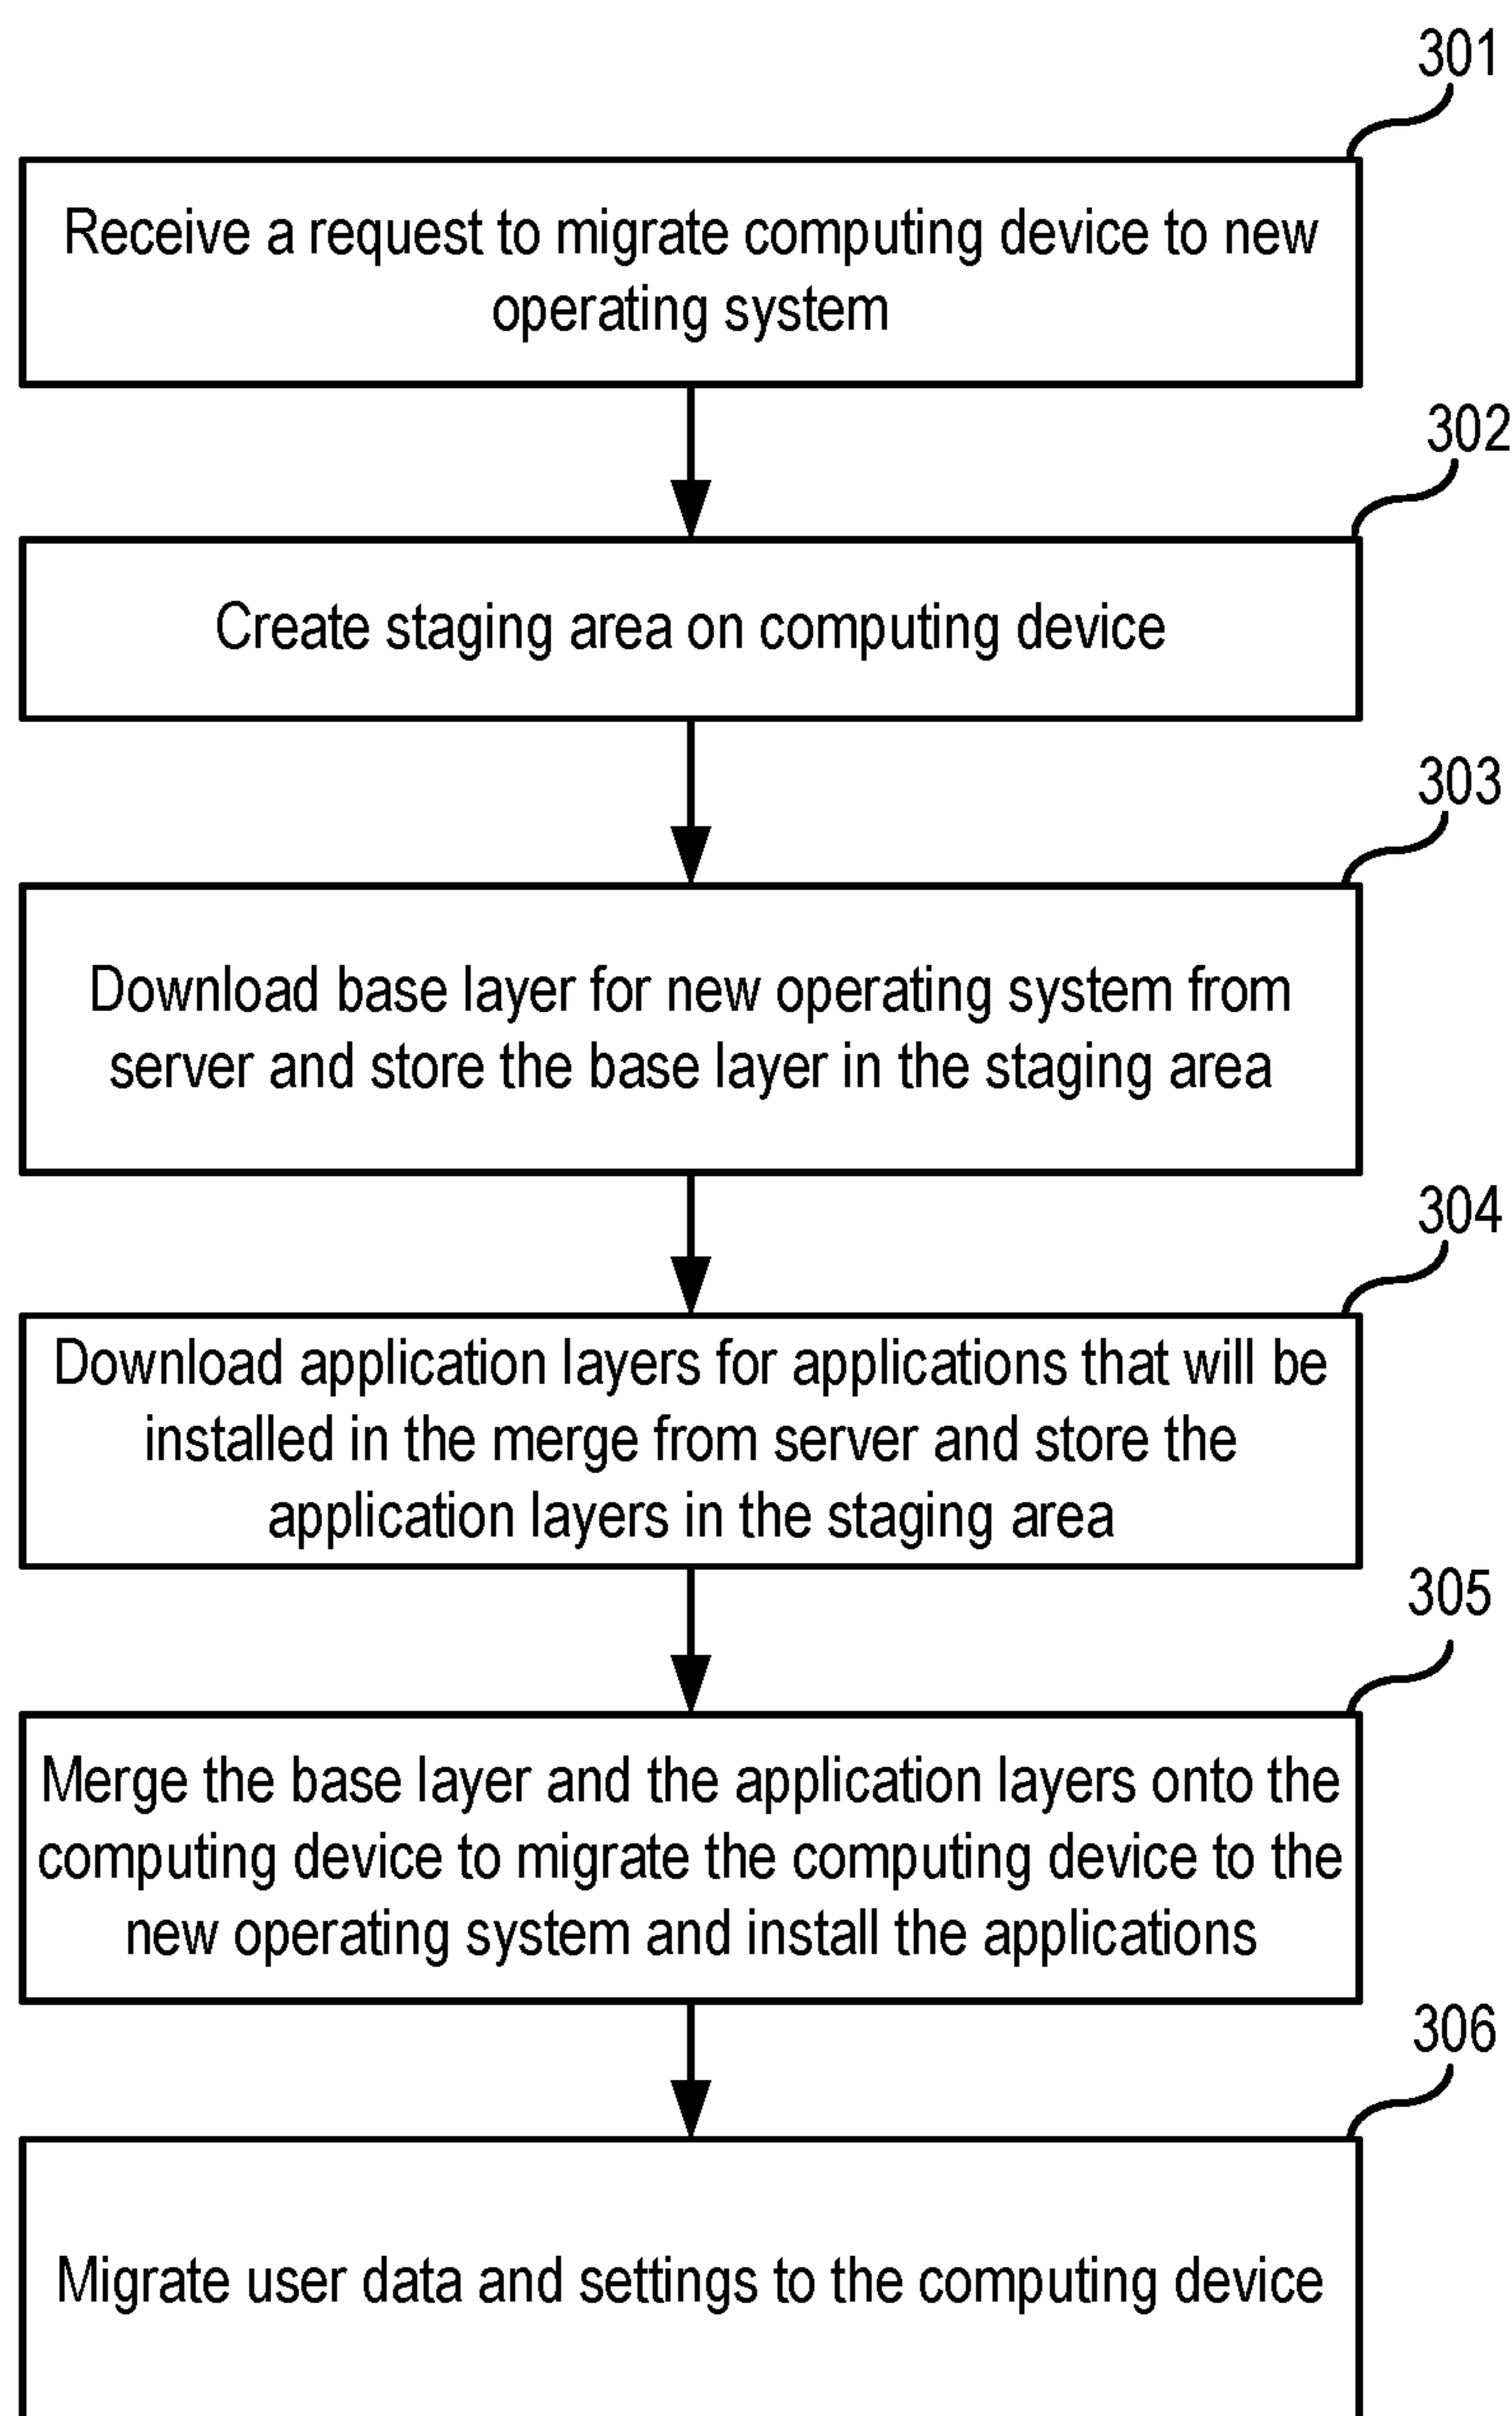 301
Receive a request to migrate computing device to new
operating system
302
Create staging area on computing device
303
Download base layer for new operating system from
server and store the base layer in the staging area
304
Download application layers for applications that will be
installed in the merge from server and store the
application layers in the staging area
305
Merge the base layer and the application layers onto the
computing device to migrate the computing device to the
new operating system and install the applications
306
Migrate user data and settings to the computing device